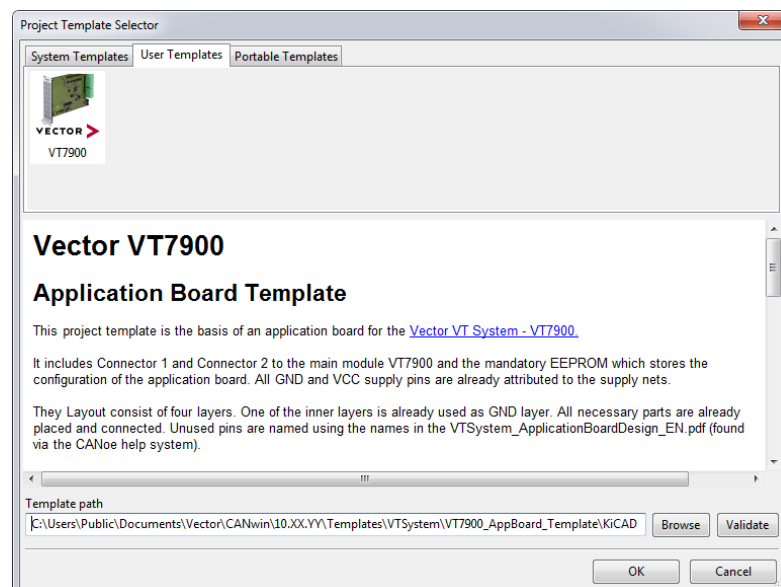 Project Template Selector
System Templates User Templates Portable Templates
VECTOR
VT7900
Vector VT7900
Application Board Template
This project template is the basis of an application board for the Vector VT System - VT7900.
It includes Connector 1 and Connector 2 to the main module VT7900 and the mandatory EEPROM which stores the
configuration of the application board. All GND and VCC supply pins are already attributed to the supply nets.
They Layout consist of four layers. One of the inner layers is already used as GND layer. All necessary parts are already
placed and connected. Unused pins are named using the names in the VTSystem_ApplicationBoardDesign_EN.pdf (found
via the CANoe help system).
Template path
C:\Users\Public\Documents\Vector\CANwin\10.XX.YY\Templates\VTSystem\VT7900_AppBoard_Template\KiCAD Browse Validate
OK Cancel